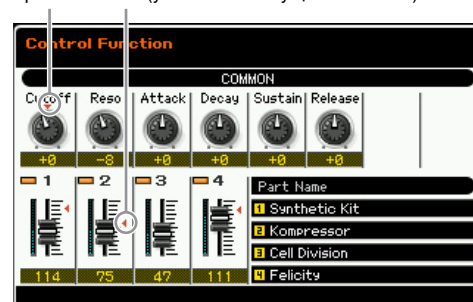 Control Function
COMMON
Cutoff Reso Attack Decay Sustain Release
+0 -8 +0 +0 +0 +0
1 2 3 4 Part Name
1 Synthetic Kit
2 Kompressor
3 Cell Division
4 Felicity
114 75 47 111